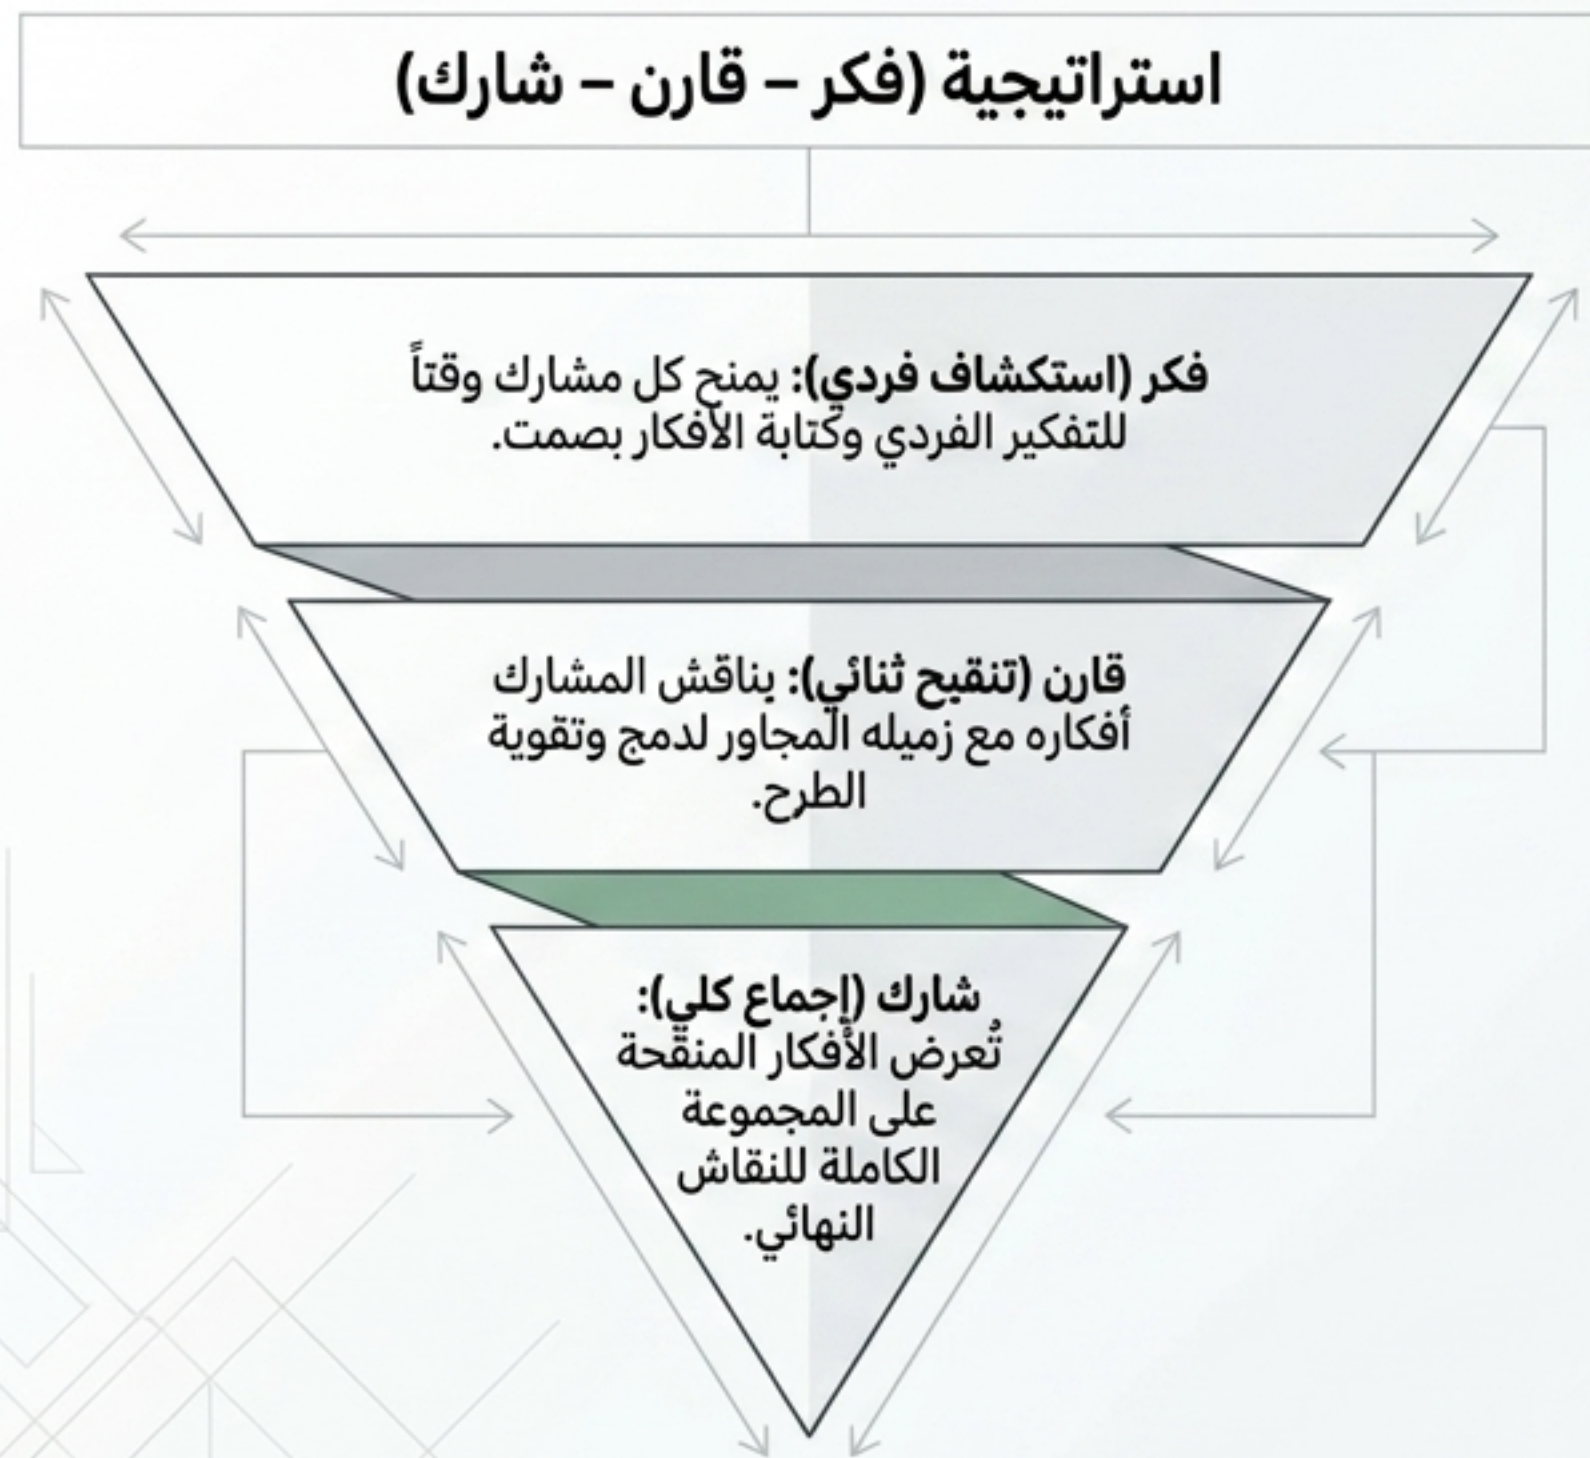 استراتيجية (فكر – قارن – شارك)
فكر (استكشاف فردي): يمنح كل مشارك وقتاً
للتفكير الفردي وكتابة الأفكار بصمت.
قارن (تنقيح ثنائي): يناقش المشارك
أفكاره مع زميله المجاور لدمج وتقوية
الطرح.
شارك (إجماع كلي):
تُعرض الأفكار المنقحة
على المجموعة
الكاملة للنقاش
النهائي.